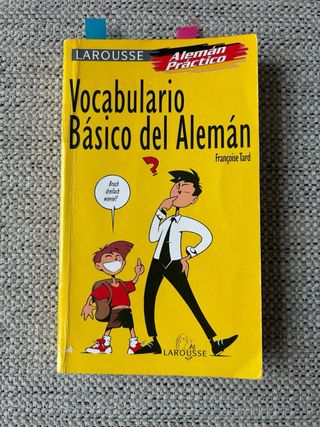 LAROUSSE
Alemán
Práctico
Vocabulario
Básico del Alemán
Françoise Tard
?
LAROUSSE